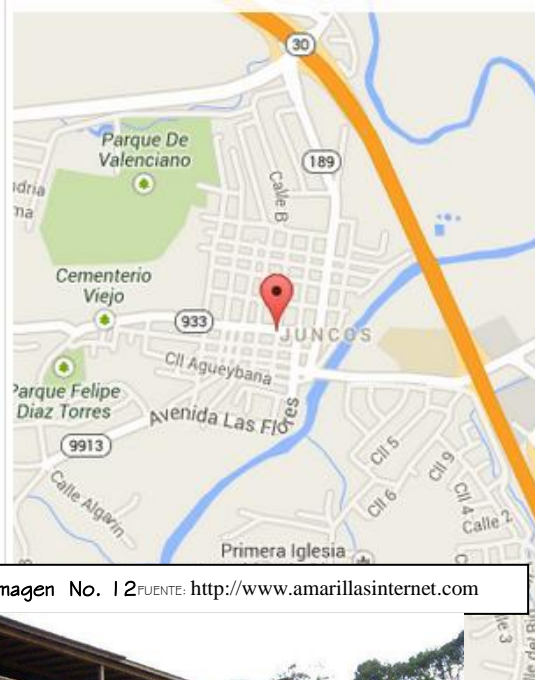 30
Parque De
Valenciano
189
Calle B
Cementerio
Viejo
933
JUNCOS
Cll Agueybana
Parque Felipe
Diaz Torres
Avenida Las Flores
9913
Cll 5
Cll 9
Calle Algarin
Cll 6
Cll 4
Calle 2
Primera Iglesia
magen No. 12 FUENTE: http://www.amarillasinternet.com